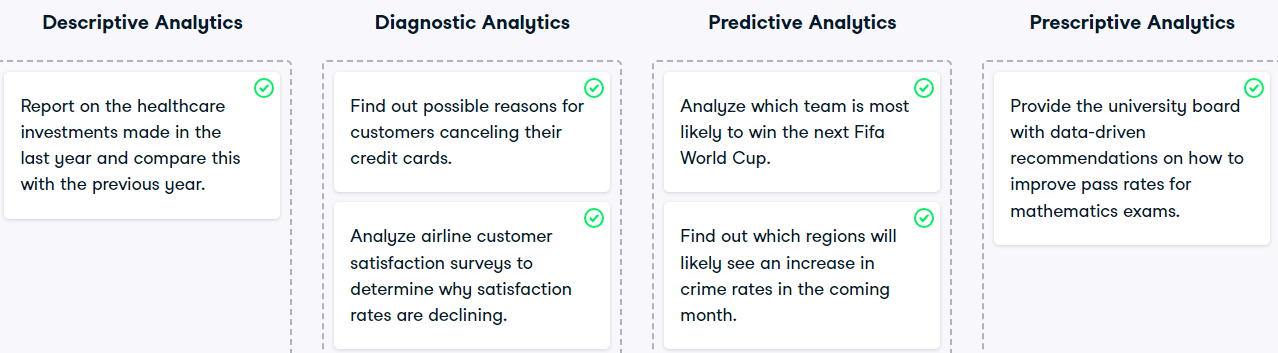 Descriptive Analytics
Report on the healthcare
investments made in the
last year and compare this
with the previous year.
Diagnostic Analytics
Find out possible reasons for
customers canceling their
credit cards.
Analyze airline customer
satisfaction surveys to
determine why satisfaction
rates are declining.
Predictive Analytics
Analyze which team is most
likely to win the next Fifa
World Cup.
Find out which regions will
likely see an increase in
crime rates in the coming
month.
Prescriptive Analytics
Provide the university board
with data-driven
recommendations on how to
improve pass rates for
mathematics exams.